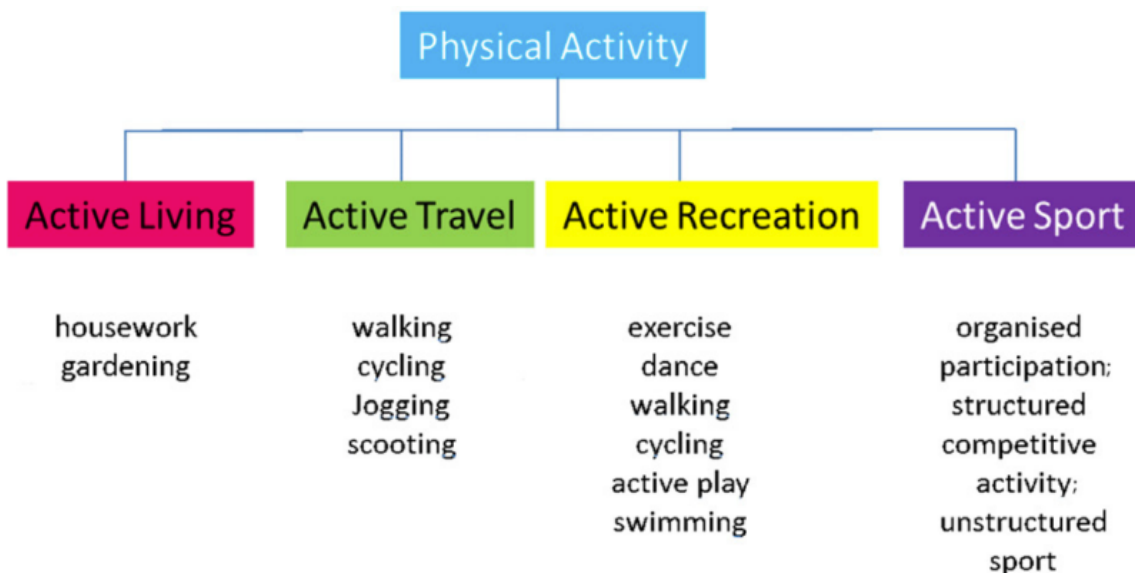 Physical Activity
Active Living
Active Travel
Active Recreation
Active Sport
housework
gardening
walking
cycling
Jogging
scooting
exercise
dance
walking
cycling
active play
swimming
organised
participation;
structured
competitive
activity;
unstructured
sport